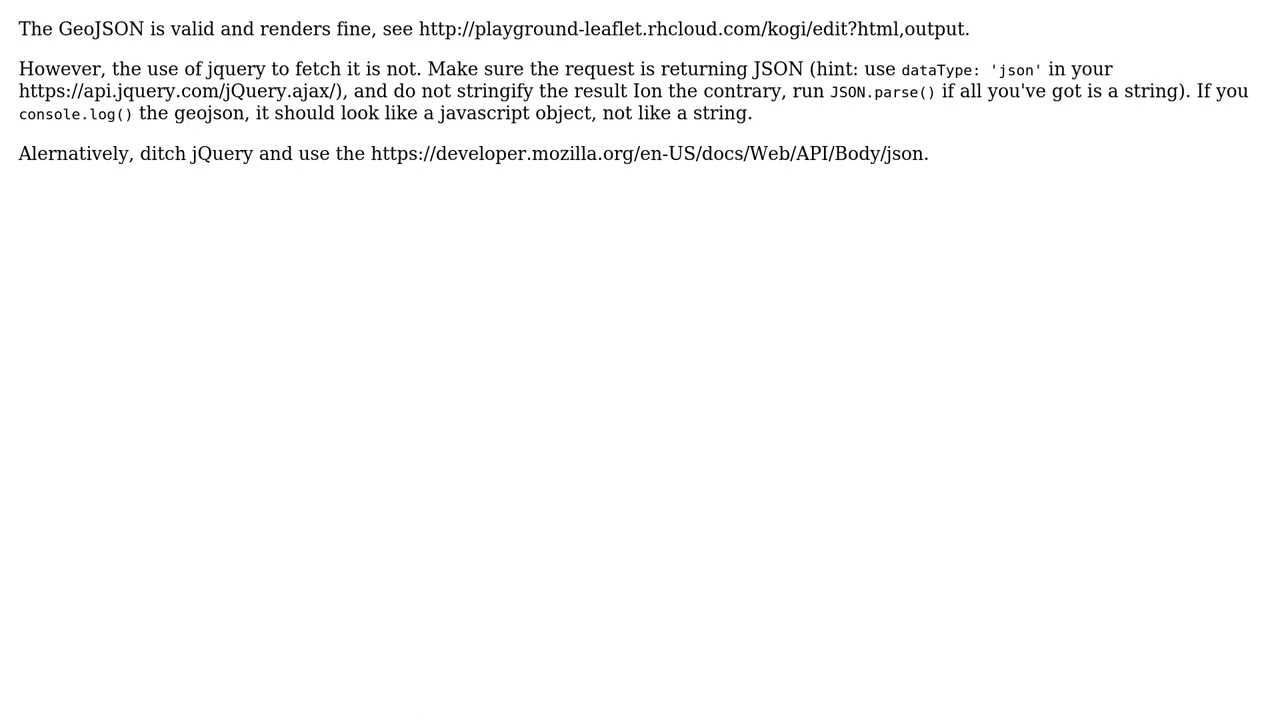 The GeoJSON is valid and renders fine, see http://playground-leaflet.rhcloud.com/kogi/edit?html,output.
However, the use of jquery to fetch it is not. Make sure the request is returning JSON (hint: use dataType: 'json' in your
https://api.jquery.com/jQuery.ajax/), and do not stringify the result Ion the contrary, run JSON.parse() if all you've got is a string). If you
console.log() the geojson, it should look like a javascript object, not like a string.
Alernatively, ditch jQuery and use the https://developer.mozilla.org/en-US/docs/Web/API/Body/json.